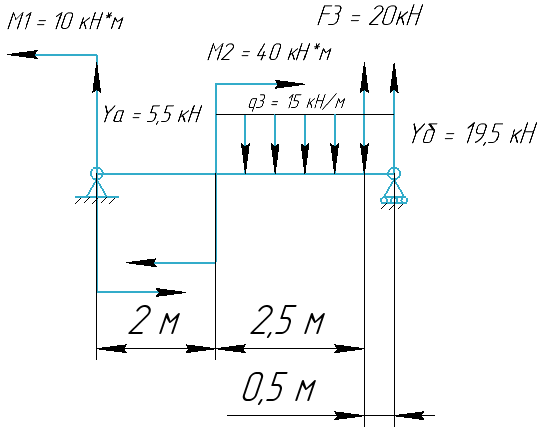 F3 = 20кН
M1 = 10 кН*м
M2 = 40 кН*м
Yа = 5,5 кН
q3 = 15 кН/м
Yб = 19,5 кН
2 м
2,5 м
0,5 м